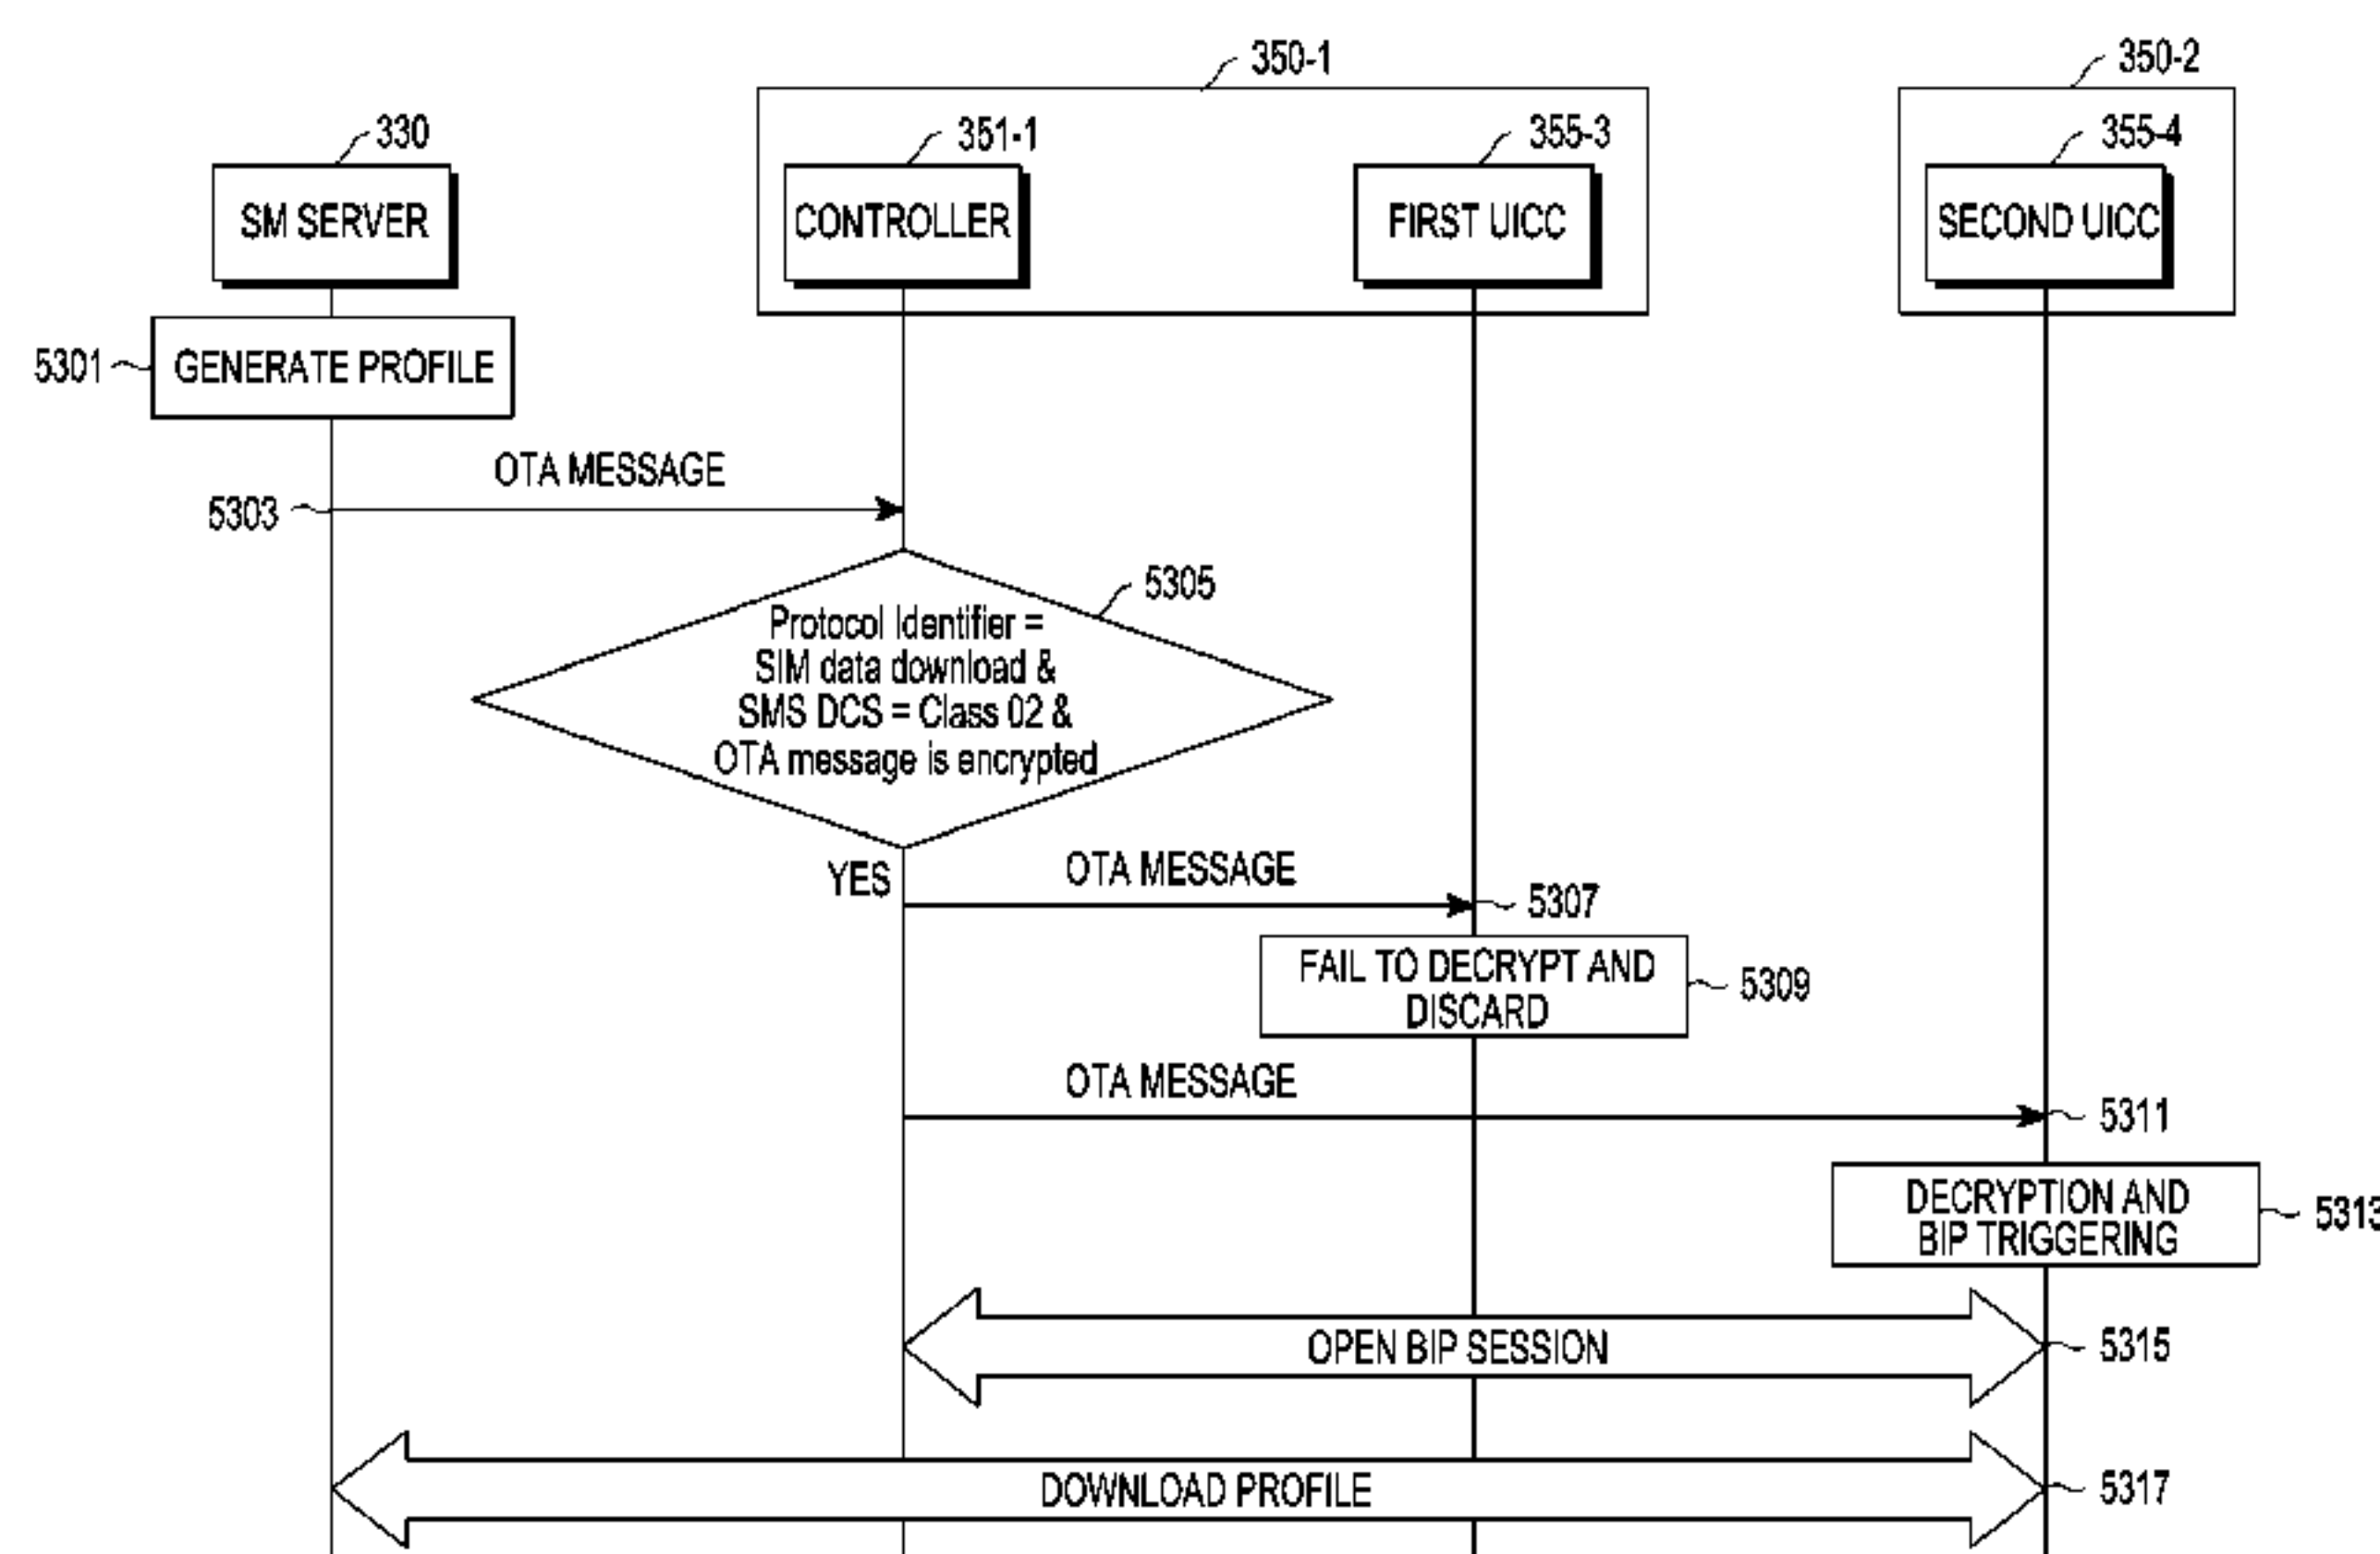 350-1
350-2
330
351-1
355-3
355-4
SM SERVER
CONTROLLER
FIRST UICC
SECOND UICC
5301
GENERATE PROFILE
OTA MESSAGE
5303
5305
Protocol Identifier =
SIM data download &
SMS DCS = Class 02 &
OTA message is encrypted
YES
OTA MESSAGE
5307
FAIL TO DECRYPT AND
DISCARD
5309
OTA MESSAGE
5311
DECRYPTION AND
BIP TRIGGERING
5313
OPEN BIP SESSION
5315
DOWNLOAD PROFILE
5317